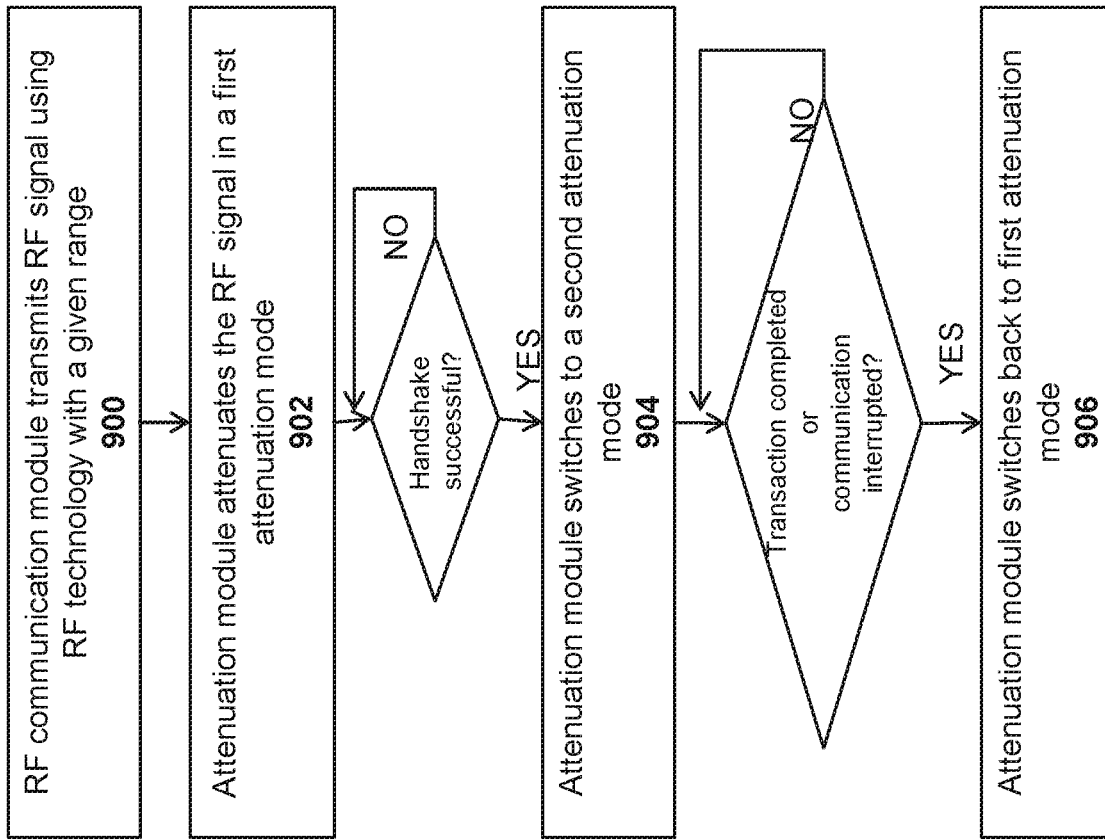 RF communication module transmits RF signal using
RF technology with a given range
900
Attenuation module attenuates the RF signal in a first
attenuation mode
902
Handshake
successful?
NO
YES
Attenuation module switches to a second attenuation
mode
904
Transaction completed
or
communication
interrupted?
NO
YES
Attenuation module switches back to first attenuation
mode
906